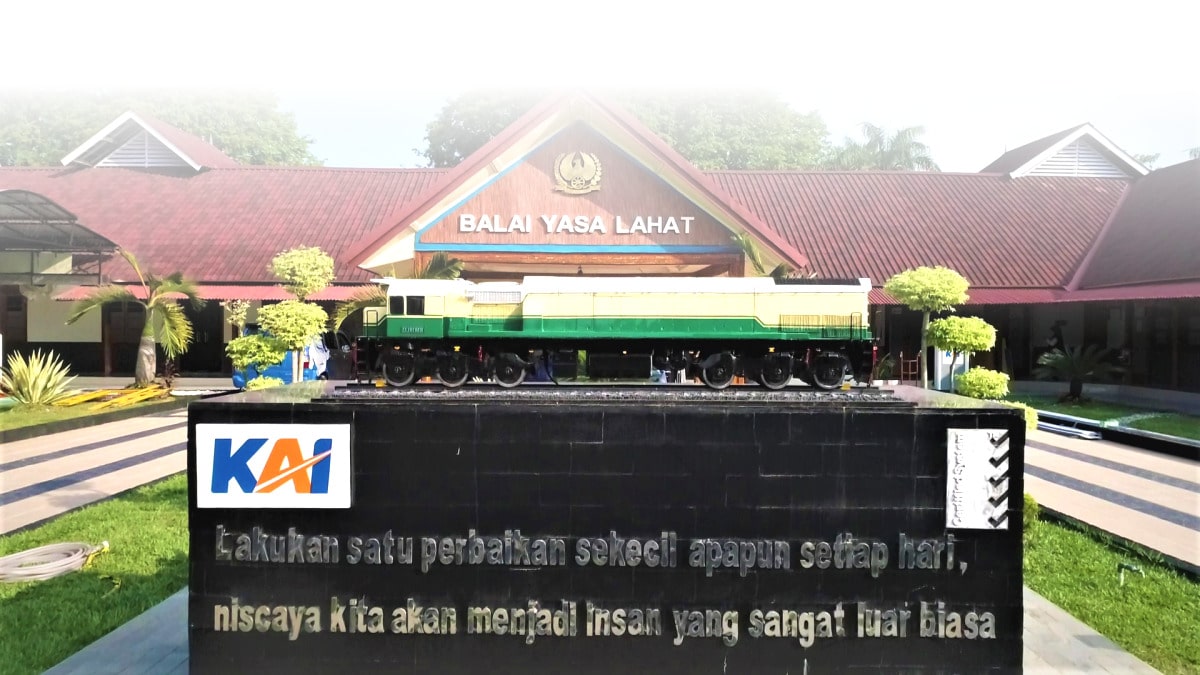 BALAI YASA LAHAT
KAI
Lakukan satu perbaikan sekecil apapun setiap hari,
niscaya kita akan menjadi insan yang sangat luar biasa